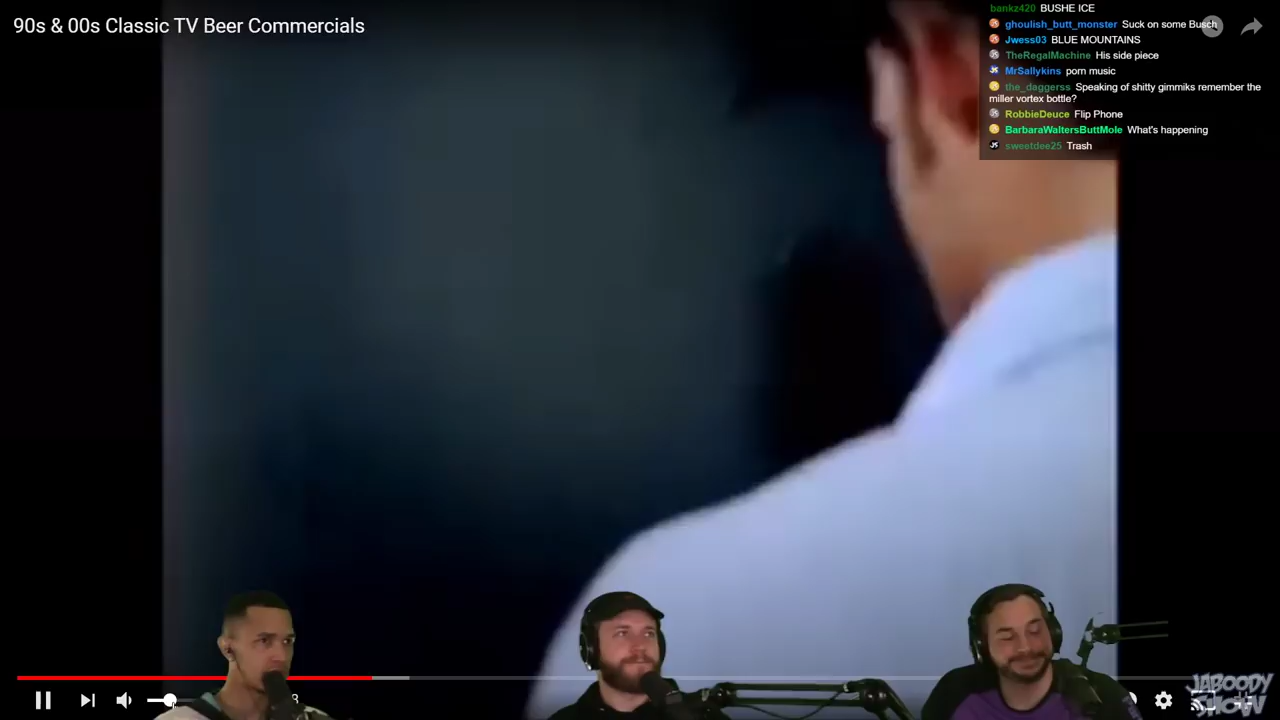 90s & 00s Classic TV Beer Commercials
bankz420 BUSHE ICE
ghoulish_butt_monster Suck on some Busch
Jwess03 BLUE MOUNTAINS
TheRegalMachine His side piece
MrSallykins porn music
the_daggerss Speaking of shitty gimmiks remember the
miller vortex bottle?
RobbieDeuce Flip Phone
BarbaraWaltersButtMole What's happening
sweetdee25 Trash
JABOODY
SHOW